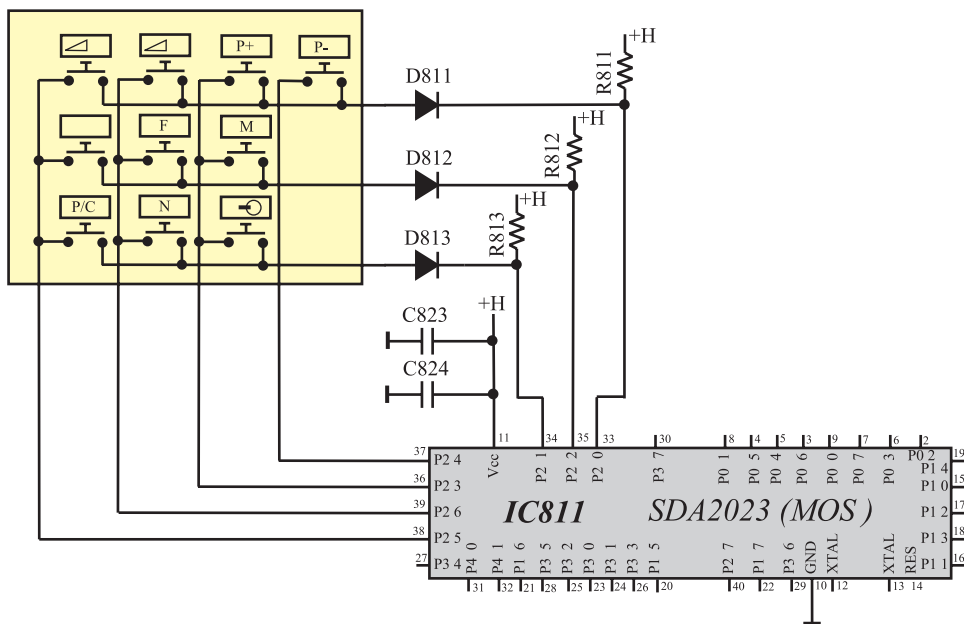 P+ P-
F M
P/C N
D811
D812
D813
R811
R812
R813
+H
+H
+H
+H
C823
C824
11 34 35 33 30 8 4 5 3 9 7 6 2
Vcc P2 1 P2 2 P2 0 P3 7 P0 1 P0 5 P0 4 P0 6 P0 0 P0 7 P0 3 P0 2
37 P2 4
36 P2 3
39 P2 6
38 P2 5
27 P3 4
IC811 SDA2023 (MOS)
P1 4 19
P1 0 15
P1 2 17
P1 3 18
P1 1 16
P4 0 P4 1 P1 6 P3 5 P3 2 P3 0 P3 1 P3 3 P1 5 P2 7 P1 7 P3 6 GND XTAL XTAL RES
31 32 21 28 25 23 24 26 20 40 22 29 10 12 13 14